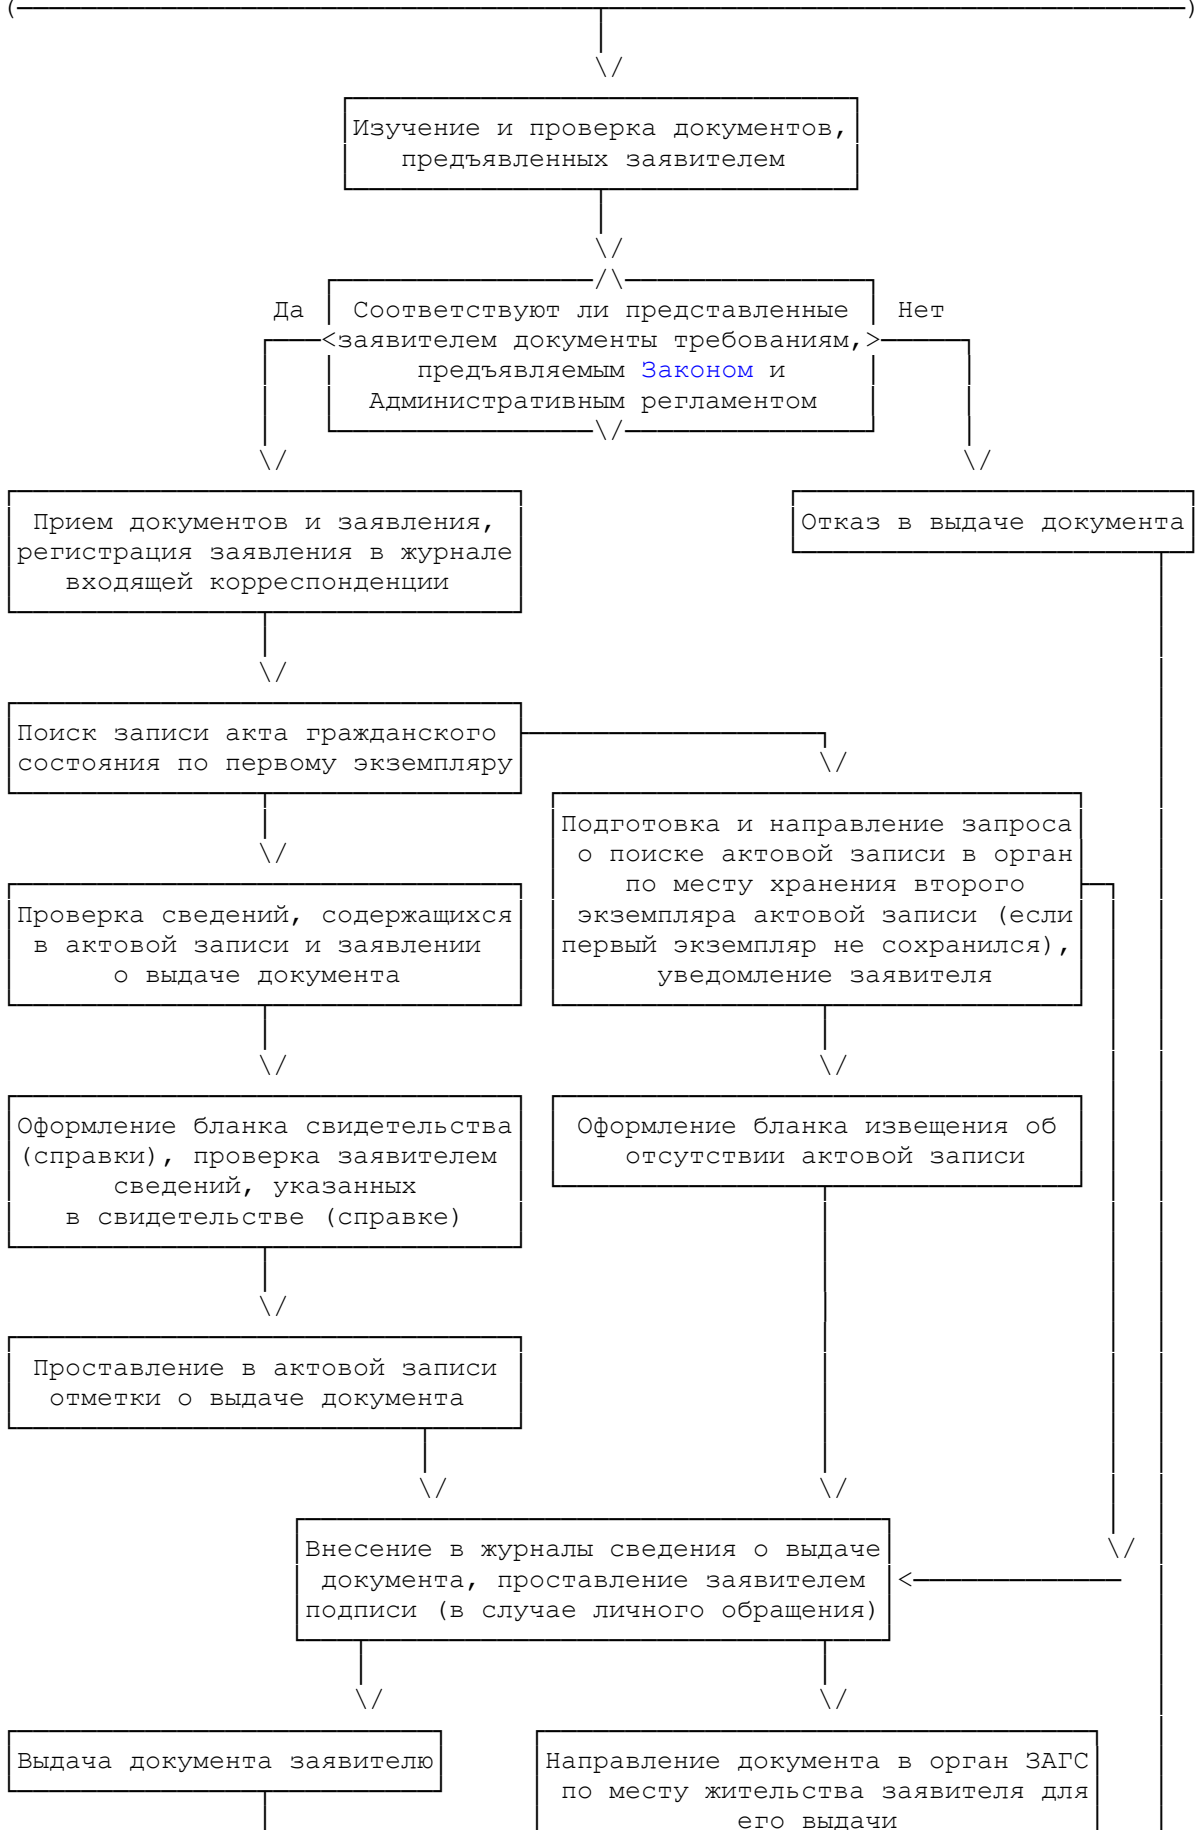 Изучение и проверка документов,
предъявленных заявителем
Да
Соответствуют ли представленные
Нет
заявителем документы требованиям,
предъявляемым Законом и
Административным регламентом
Прием документов и заявления,
регистрация заявления в журнале
входящей корреспонденции
Отказ в выдаче документа
Поиск записи акта гражданского
состояния по первому экземпляру
Подготовка и направление запроса
о поиске актовой записи в орган
по месту хранения второго
экземпляра актовой записи (если
первый экземпляр не сохранился),
уведомление заявителя
Проверка сведений, содержащихся
в актовой записи и заявлении
о выдаче документа
Оформление бланка свидетельства
(справки), проверка заявителем
сведений, указанных
в свидетельстве (справке)
Оформление бланка извещения об
отсутствии актовой записи
Проставление в актовой записи
отметки о выдаче документа
Внесение в журналы сведения о выдаче
документа, проставление заявителем
подписи (в случае личного обращения)
Выдача документа заявителю
Направление документа в орган ЗАГС
по месту жительства заявителя для
его выдачи